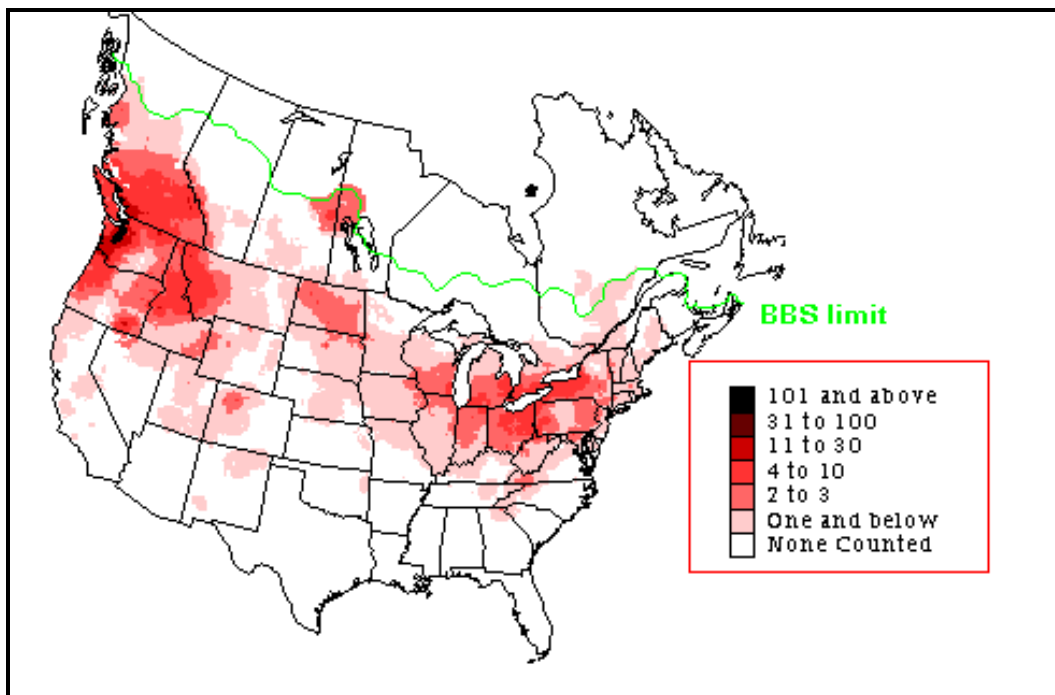 BBS limit
101 and above
31 to 100
11 to 30
4 to 10
2 to 3
One and below
None Counted